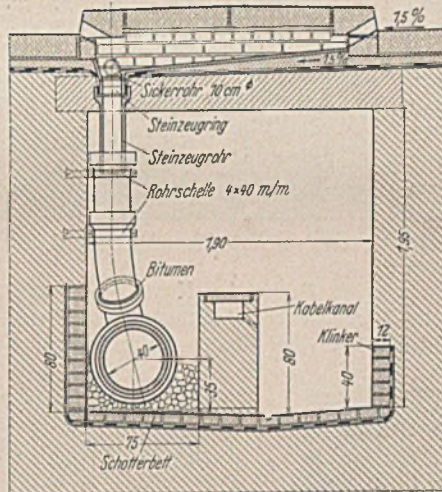 7,5%
1,5%
Sickerrohr 10 cm ⌀
Steinzeugring
Steinzeugrohr
Rohrschelle 4×40 m/m
1,90
1,95
Bitumen
Kabelkanal
Klinker
12
80
40
35
80
40
75
Schotterbett